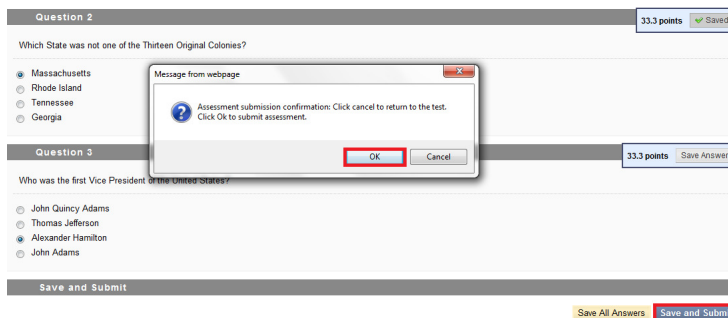 Question 2
33.3 points Saved
Which State was not one of the Thirteen Original Colonies?
Massachusetts
Rhode Island
Tennessee
Georgia
Message from webpage
Assessment submission confirmation: Click cancel to return to the test.
Click Ok to submit assessment.
OK Cancel
Question 3
33.3 points Save Answer
Who was the first Vice President of the United States?
John Quincy Adams
Thomas Jefferson
Alexander Hamilton
John Adams
Save and Submit
Save All Answers Save and Submi